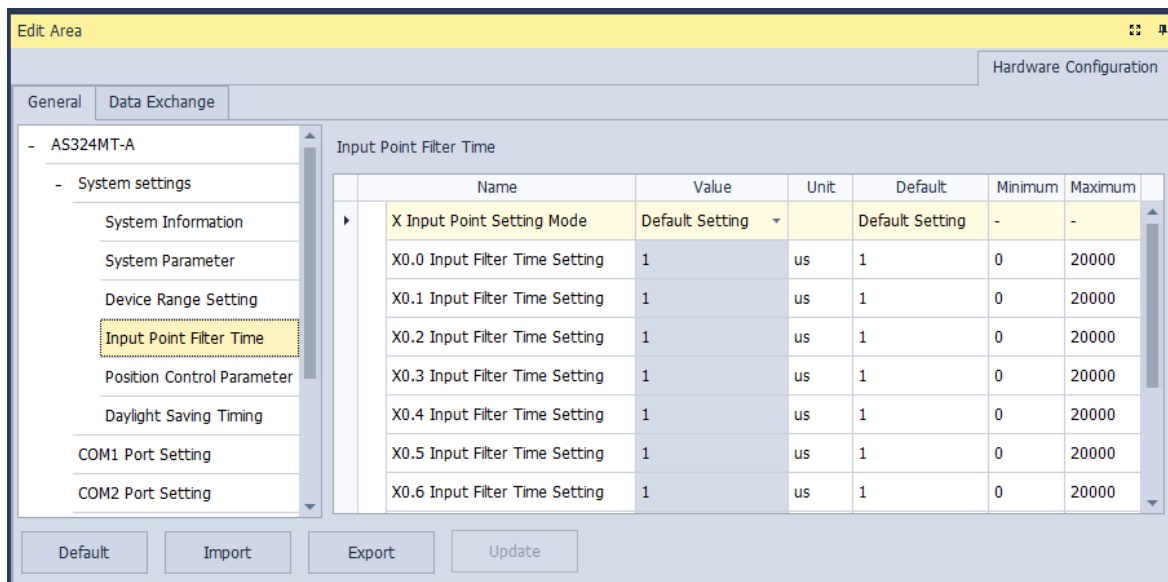 Edit Area
Hardware Configuration
General Data Exchange
- AS324MT-A
- System settings
System Information
System Parameter
Device Range Setting
Input Point Filter Time
Position Control Parameter
Daylight Saving Timing
COM1 Port Setting
COM2 Port Setting
Input Point Filter Time
Name Value Unit Default Minimum Maximum
X Input Point Setting Mode Default Setting Default Setting - -
X0.0 Input Filter Time Setting 1 us 1 0 20000
X0.1 Input Filter Time Setting 1 us 1 0 20000
X0.2 Input Filter Time Setting 1 us 1 0 20000
X0.3 Input Filter Time Setting 1 us 1 0 20000
X0.4 Input Filter Time Setting 1 us 1 0 20000
X0.5 Input Filter Time Setting 1 us 1 0 20000
X0.6 Input Filter Time Setting 1 us 1 0 20000
Default Import Export Update